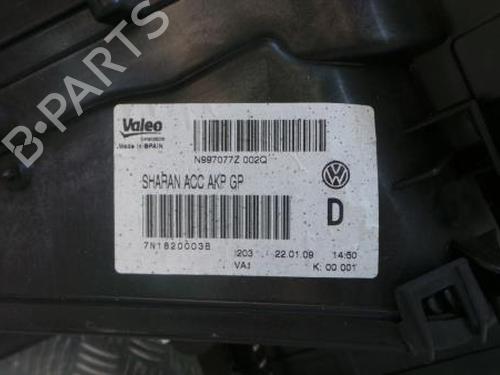 B-PARTS
Valeo
Made in SPAIN
N997077Z 002Q
SHARAN ACC AKP GP
D
7N1820003B
1203 22.01.09 14:50
VA1 K: 00 001